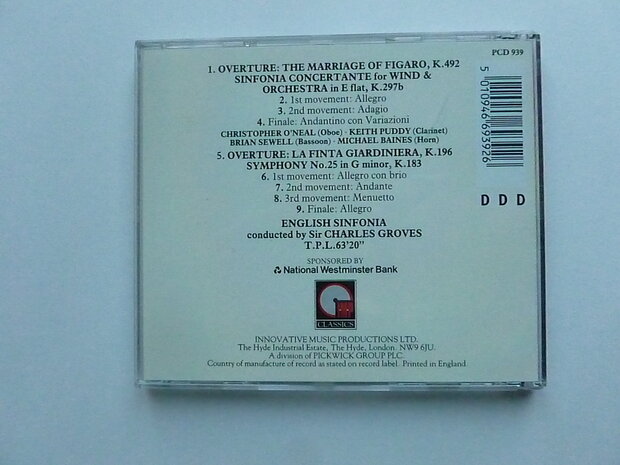 PCD 939
1. OVERTURE: THE MARRIAGE OF FIGARO, K.492
SINFONIA CONCERTANTE for WIND &
ORCHESTRA in E flat, K.297b
2. 1st movement: Allegro
3. 2nd movement: Adagio
4. Finale: Andantino con Variazioni
CHRISTOPHER O'NEAL (Oboe) · KEITH PUDDY (Clarinet)
BRIAN SEWELL (Bassoon) · MICHAEL BAINES (Horn)
5. OVERTURE: LA FINTA GIARDINIERA, K.196
SYMPHONY No.25 in G minor, K.183
6. 1st movement: Allegro con brio
7. 2nd movement: Andante
8. 3rd movement: Menuetto
9. Finale: Allegro
ENGLISH SINFONIA
conducted by Sir CHARLES GROVES
T.P.L.63'20"
SPONSORED BY
National Westminster Bank
IMP
CLASSICS
INNOVATIVE MUSIC PRODUCTIONS LTD.
The Hyde Industrial Estate, The Hyde, London. NW9 6JU.
A division of PICKWICK GROUP PLC.
Country of manufacture of record as stated on record label. Printed in England
5 010946 693926
D D D